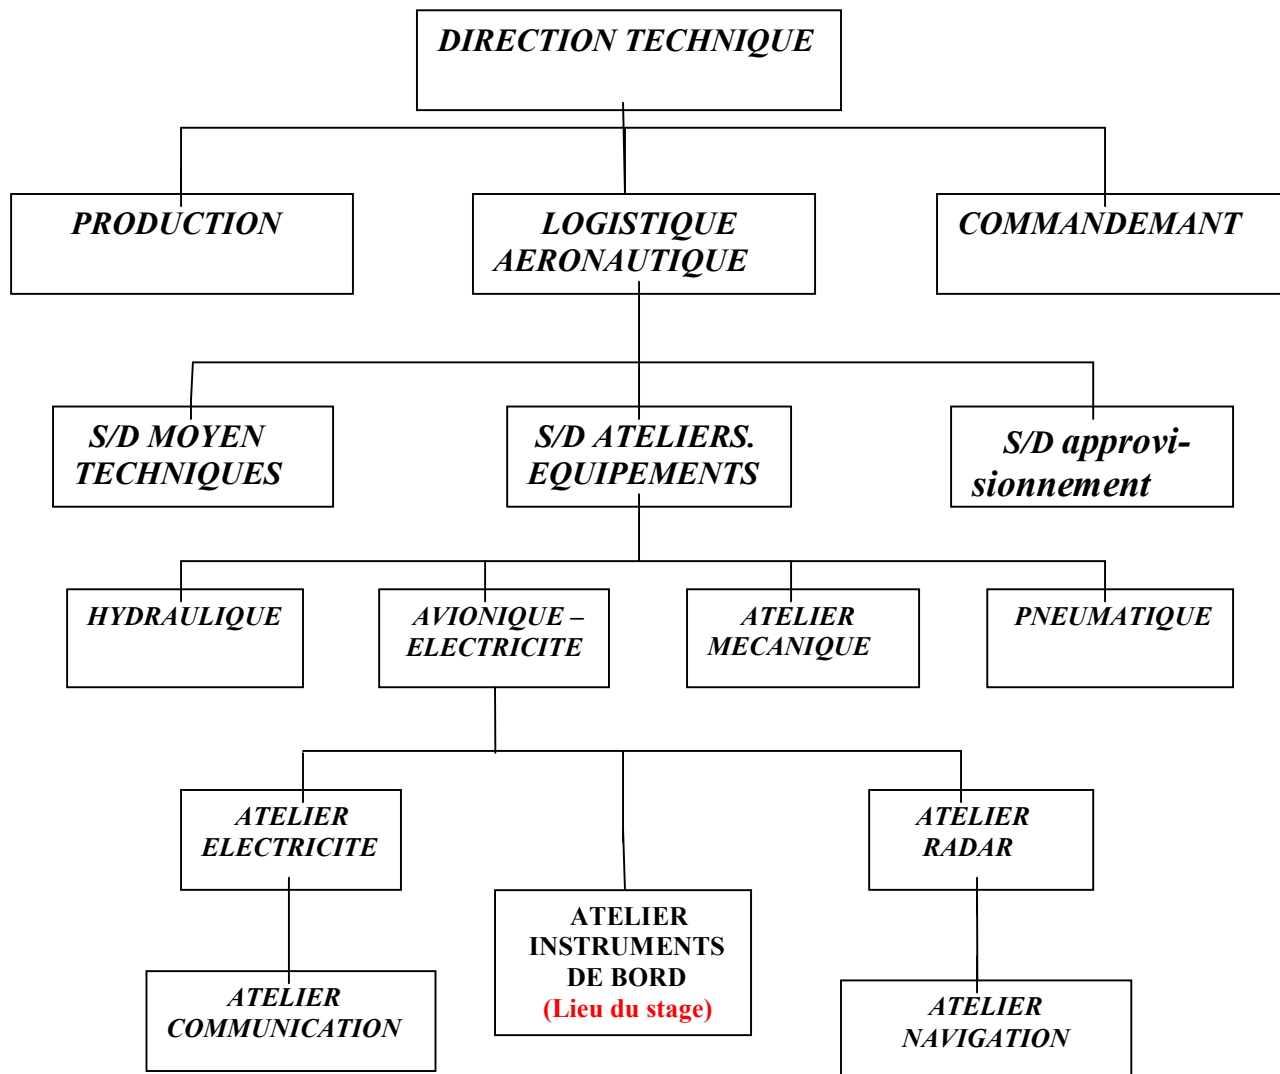 DIRECTION TECHNIQUE
PRODUCTION
LOGISTIQUE
AERONAUTIQUE
COMMANDEMANT
S/D MOYEN
TECHNIQUES
S/D ATELIERS.
EQUIPEMENTS
S/D approvi-
sionnement
HYDRAULIQUE
AVIONIQUE –
ELECTRICITE
ATELIER
MECANIQUE
PNEUMATIQUE
ATELIER
ELECTRICITE
ATELIER
RADAR
ATELIER
INSTRUMENTS
DE BORD
(Lieu du stage)
ATELIER
COMMUNICATION
ATELIER
NAVIGATION